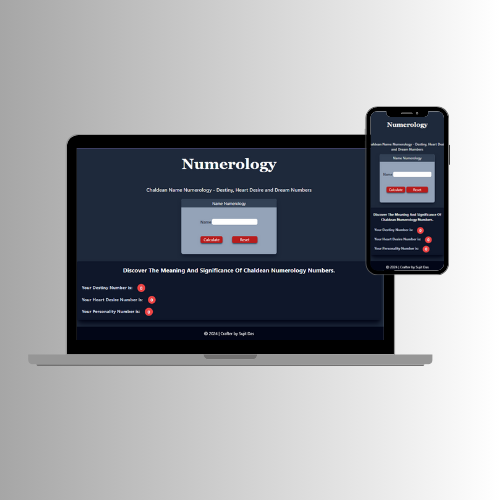 Numerology
Chaldean Name Numerology - Destiny, Heart Desire and Dream Numbers
Name Numerology
Name
Calculate
Reset
Discover The Meaning And Significance Of Chaldean Numerology Numbers.
Your Destiny Number is: 0
Your Heart Desire Number is: 0
Your Personality Number is: 0
© 2024 | Crafter by Sujit Das
Numerology
Chaldean Name Numerology - Destiny, Heart Desire
and Dream Numbers
Name Numerology
Name
Calculate
Reset
Discover The Meaning And Significance Of
Chaldean Numerology Numbers.
Your Destiny Number is: 0
Your Heart Desire Number is: 0
Your Personality Number is: 0
© 2024 | Crafter by Sujit Das